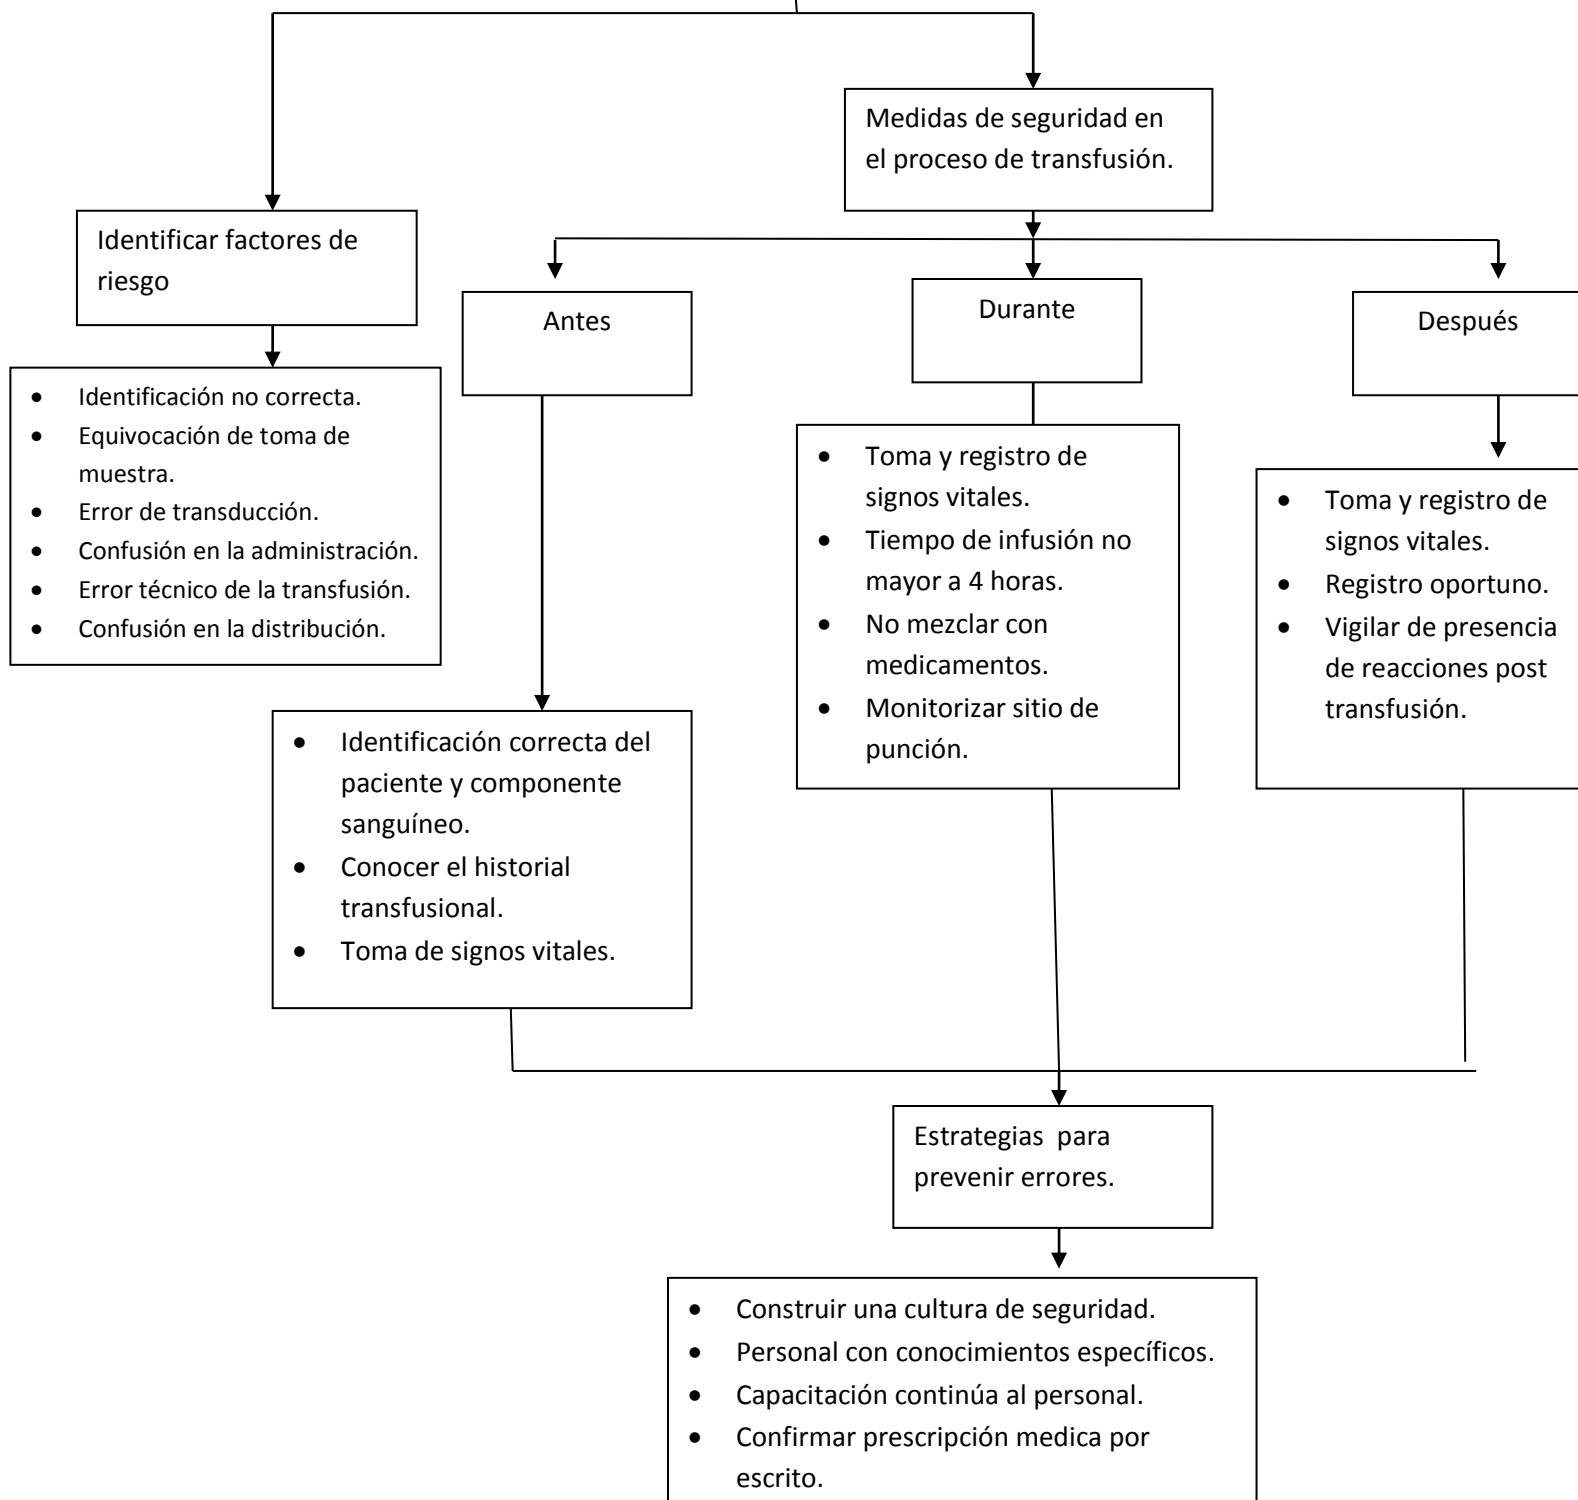 Medidas de seguridad en
el proceso de transfusión.
Identificar factores de
riesgo
Antes
Durante
Después
• Identificación no correcta.
• Equivocación de toma de
muestra.
• Error de transducción.
• Confusión en la administración.
• Error técnico de la transfusión.
• Confusión en la distribución.
• Identificación correcta del
paciente y componente
sanguíneo.
• Conocer el historial
transfusional.
• Toma de signos vitales.
• Toma y registro de
signos vitales.
• Tiempo de infusión no
mayor a 4 horas.
• No mezclar con
medicamentos.
• Monitorizar sitio de
punción.
• Toma y registro de
signos vitales.
• Registro oportuno.
• Vigilar de presencia
de reacciones post
transfusión.
Estrategias  para
prevenir errores.
• Construir una cultura de seguridad.
• Personal con conocimientos específicos.
• Capacitación continúa al personal.
• Confirmar prescripción medica por
escrito.